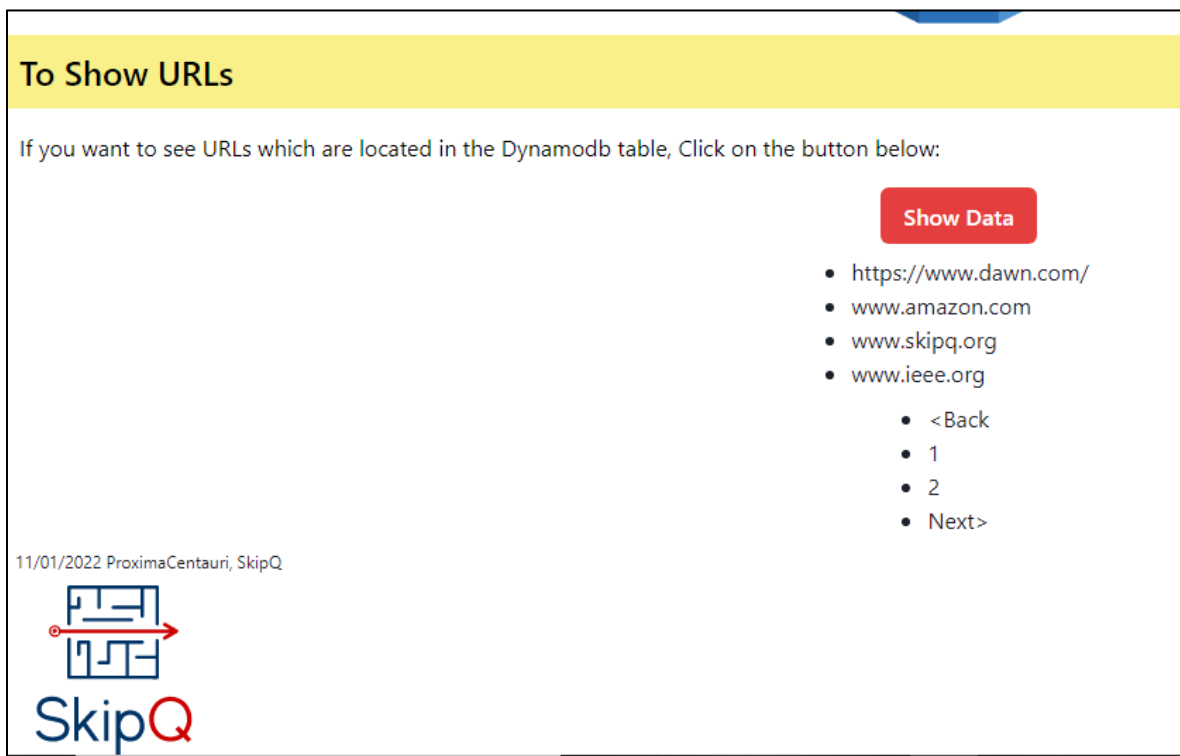 To Show URLs
If you want to see URLs which are located in the Dynamodb table, Click on the button below:
Show Data
https://www.dawn.com/
www.amazon.com
www.skipq.org
www.ieee.org
<Back
1
2
Next>
11/01/2022 ProximaCentauri, SkipQ
SkipQ